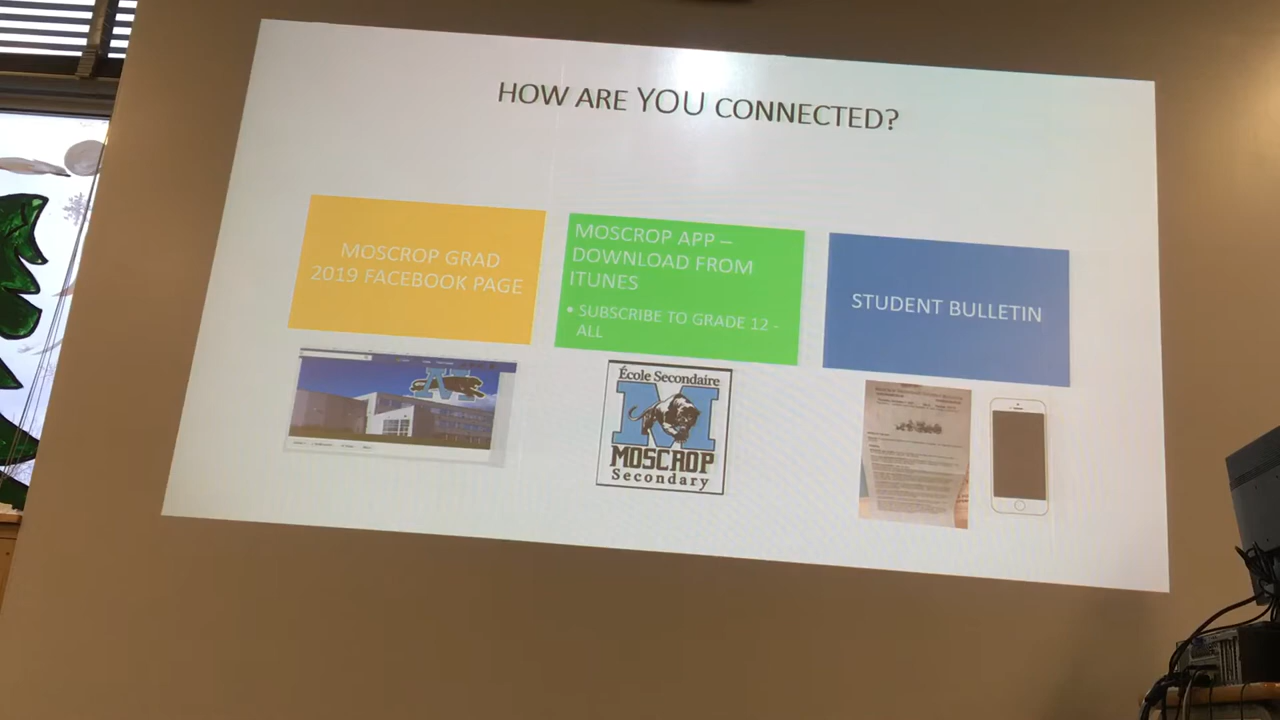 HOW ARE YOU CONNECTED?
MOSCROP GRAD
2019 FACEBOOK PAGE
MOSCROP APP –
DOWNLOAD FROM
ITUNES
• SUBSCRIBE TO GRADE 12 -
ALL
STUDENT BULLETIN
M
École Secondaire
M
MOSCROP
Secondary